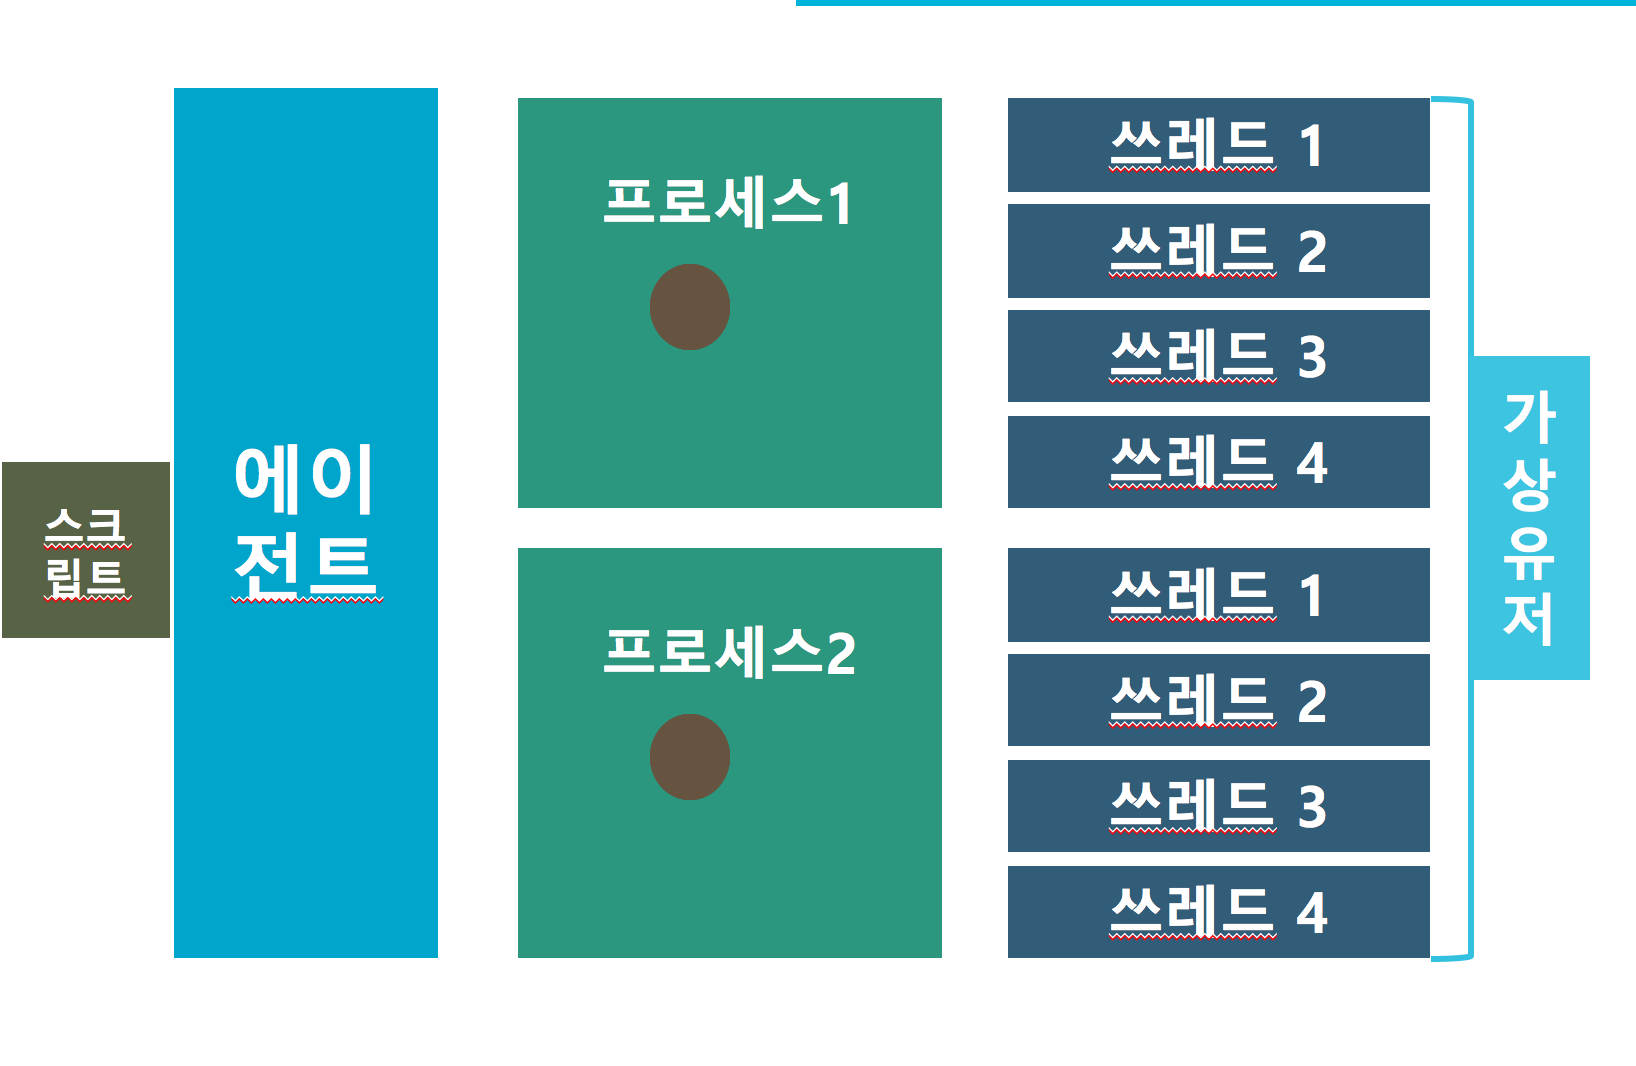 스크
립트
에이
전트
프로세스1
쓰레드 1
쓰레드 2
쓰레드 3
쓰레드 4
프로세스2
쓰레드 1
쓰레드 2
쓰레드 3
쓰레드 4
가
상
유
저